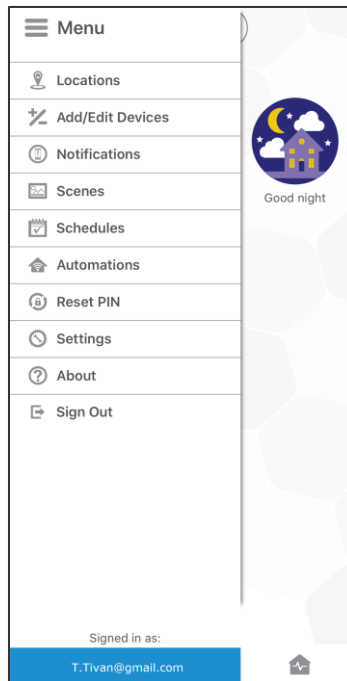 Menu
Locations
Add/Edit Devices
Notifications
Scenes
Good night
Schedules
Automations
Reset PIN
Settings
About
Sign Out
Signed in as:
T.Tivan@gmail.com